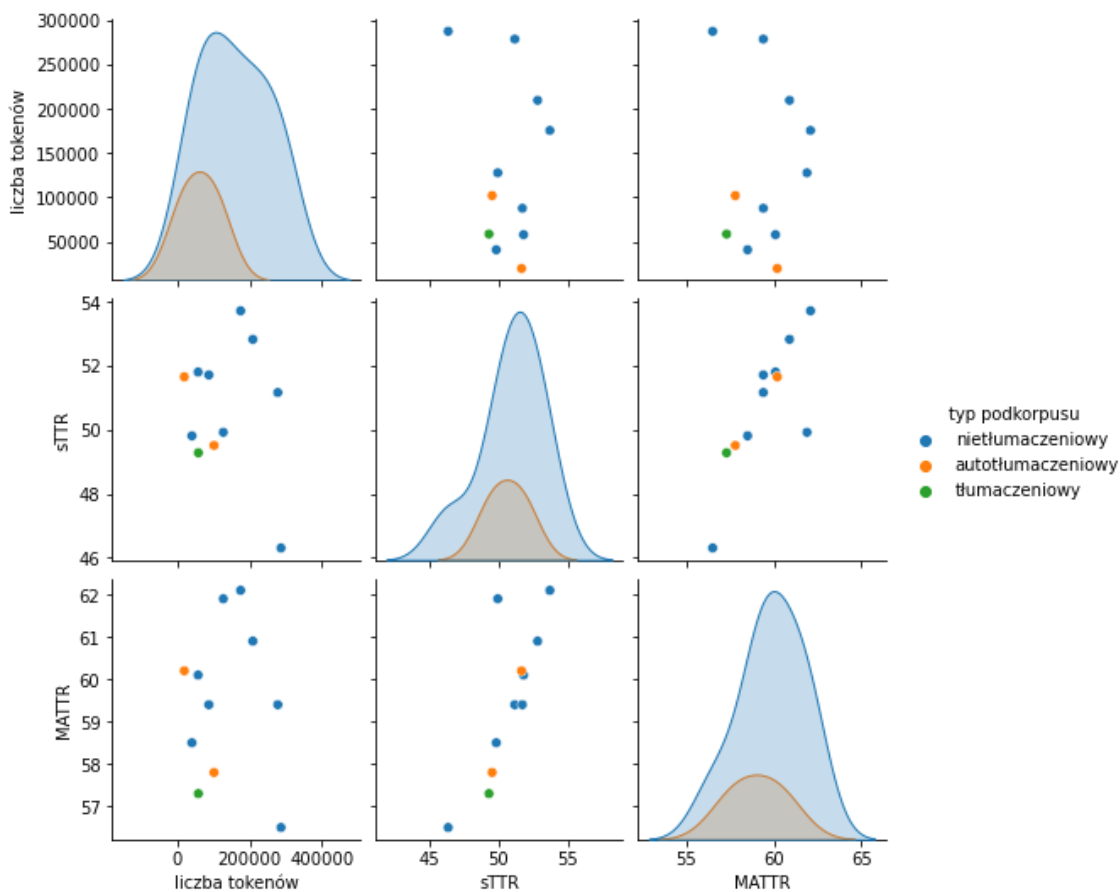 300000
250000
200000
150000
100000
50000
liczba tokenów
54
52
50
48
46
sTTR
typ podkorpusu
nietłumaczeniowy
autotłumaczeniowy
tłumaczeniowy
62
61
60
59
58
57
MATTR
0 200000 400000
liczba tokenów
45 50 55
sTTR
55 60 65
MATTR